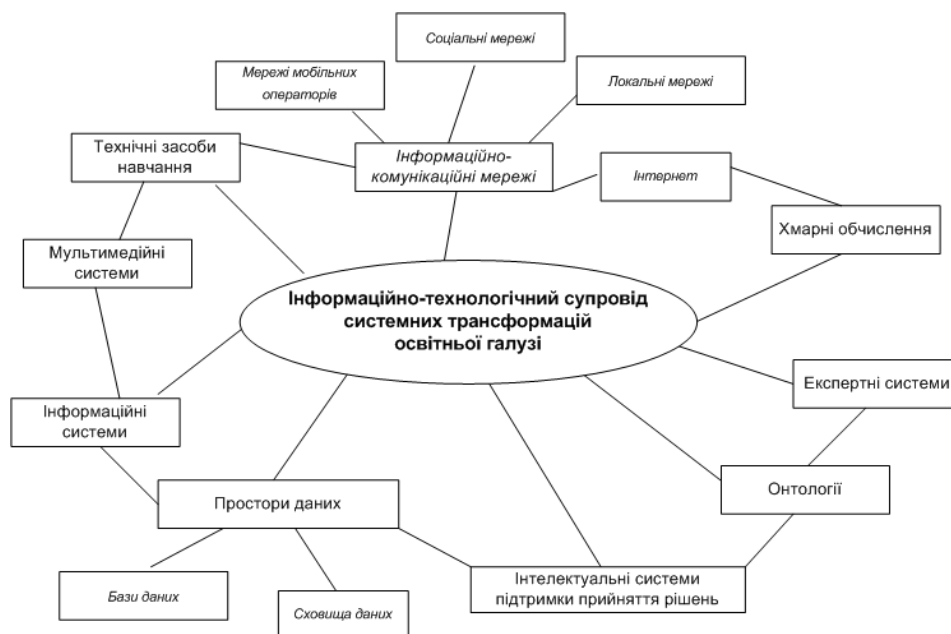 Соціальні мережі
Мережі мобільних
операторів
Локальні мережі
Технічні засоби
навчання
Інформаційно-
комунікаційні мережі
Інтернет
Хмарні обчислення
Мультимедійні
системи
Інформаційно-технологічний супровід
системних трансформацій
освітньої галузі
Експертні системи
Інформаційні
системи
Онтології
Простори даних
Інтелектуальні системи
підтримки прийняття рішень
Бази даних
Сховища даних